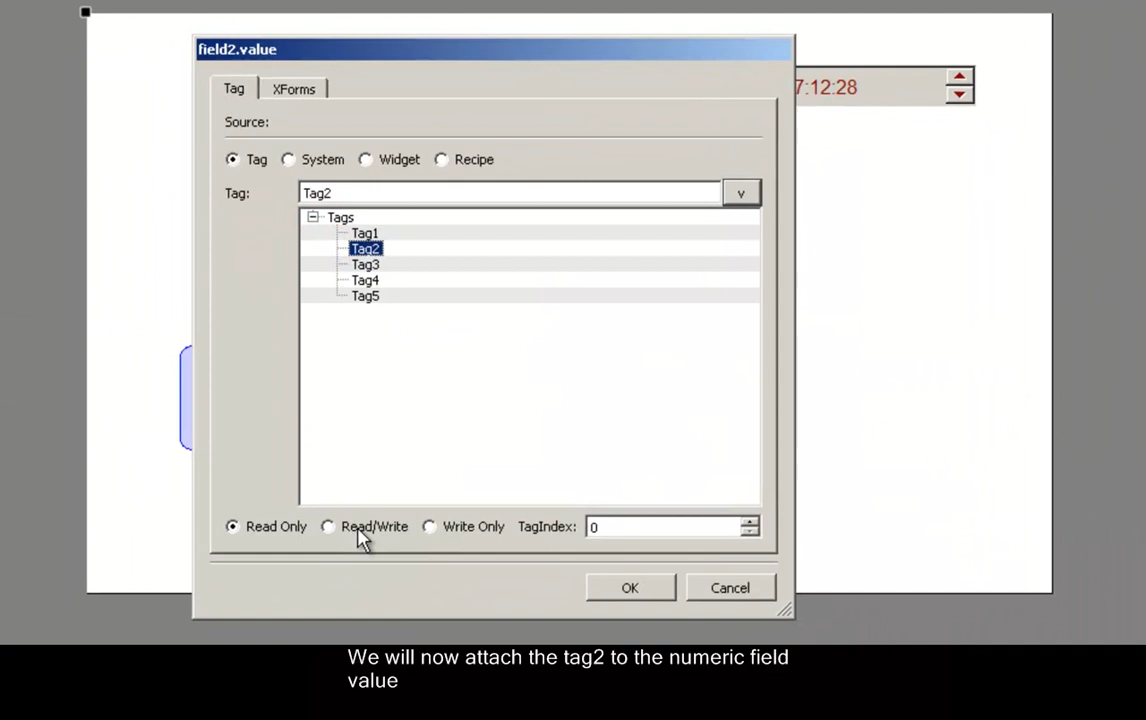 field2.value
7:12:28
Tag XForms
Source:
Tag System Widget Recipe
Tag: Tag2 v
Tags
Tag1
Tag2
Tag3
Tag4
Tag5
Read Only Read/Write Write Only TagIndex: 0
OK Cancel
We will now attach the tag2 to the numeric field
value